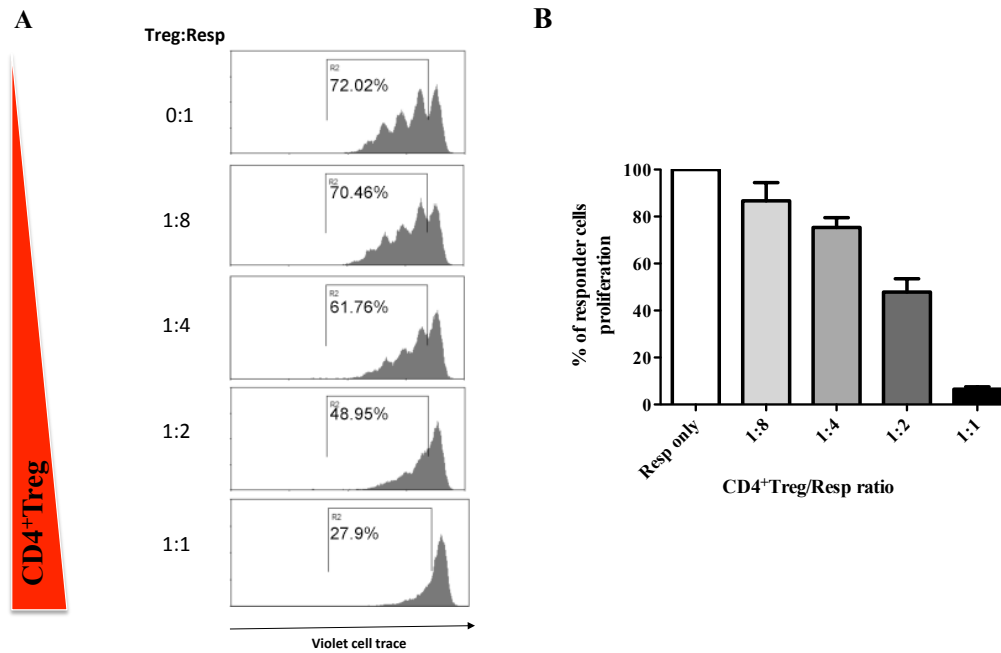 A
Treg:Resp
0:1
R2
72.02%
1:8
R2
70.46%
1:4
R2
61.76%
1:2
R2
48.95%
1:1
R2
27.9%
CD4+Treg
Violet cell trace
B
% of responder cells
proliferation
100
80
60
40
20
0
Resp only
1:8
1:4
1:2
1:1
CD4+Treg/Resp ratio